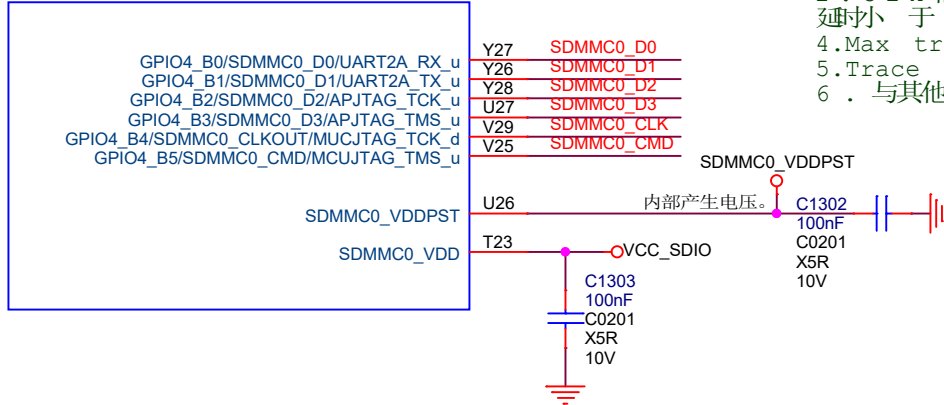 延时小 于
4.Max tr
5.Trace
6 . 与其他
GPIO4_B0/SDMMC0_D0/UART2A_RX_u Y27 SDMMC0_D0
GPIO4_B1/SDMMC0_D1/UART2A_TX_u Y26 SDMMC0_D1
GPIO4_B2/SDMMC0_D2/APJTAG_TCK_u Y28 SDMMC0_D2
GPIO4_B3/SDMMC0_D3/APJTAG_TMS_u U27 SDMMC0_D3
GPIO4_B4/SDMMC0_CLKOUT/MUCJTAG_TCK_d V29 SDMMC0_CLK
GPIO4_B5/SDMMC0_CMD/MCUJTAG_TMS_u V25 SDMMC0_CMD
SDMMC0_VDDPST
SDMMC0_VDDPST U26 内部产生电压。
C1302
100nF
C0201
X5R
10V
SDMMC0_VDD T23 VCC_SDIO
C1303
100nF
C0201
X5R
10V